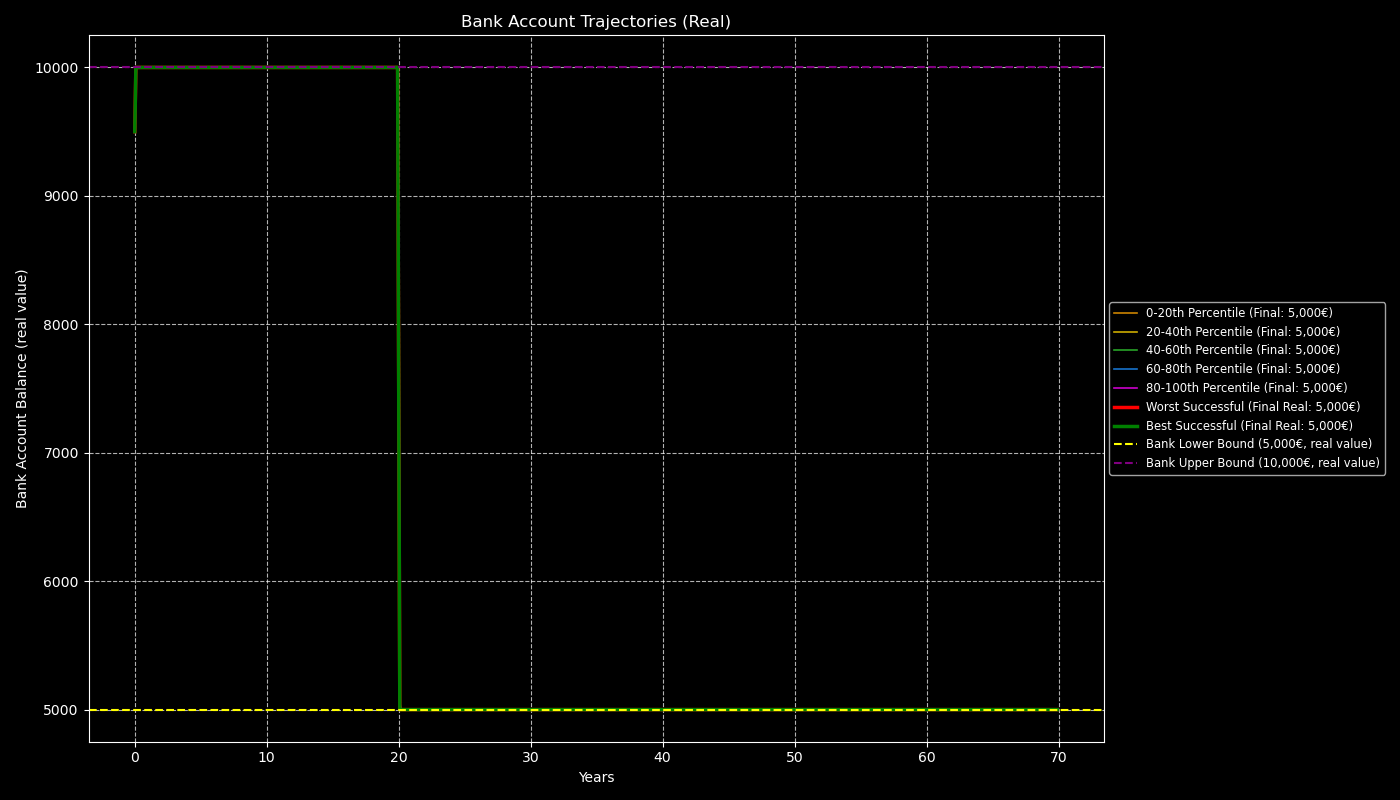 Bank Account Trajectories (Real)
Bank Account Balance (real value)
10000
9000
8000
7000
6000
5000
0 10 20 30 40 50 60 70
Years
0-20th Percentile (Final: 5,000€)
20-40th Percentile (Final: 5,000€)
40-60th Percentile (Final: 5,000€)
60-80th Percentile (Final: 5,000€)
80-100th Percentile (Final: 5,000€)
Worst Successful (Final Real: 5,000€)
Best Successful (Final Real: 5,000€)
Bank Lower Bound (5,000€, real value)
Bank Upper Bound (10,000€, real value)